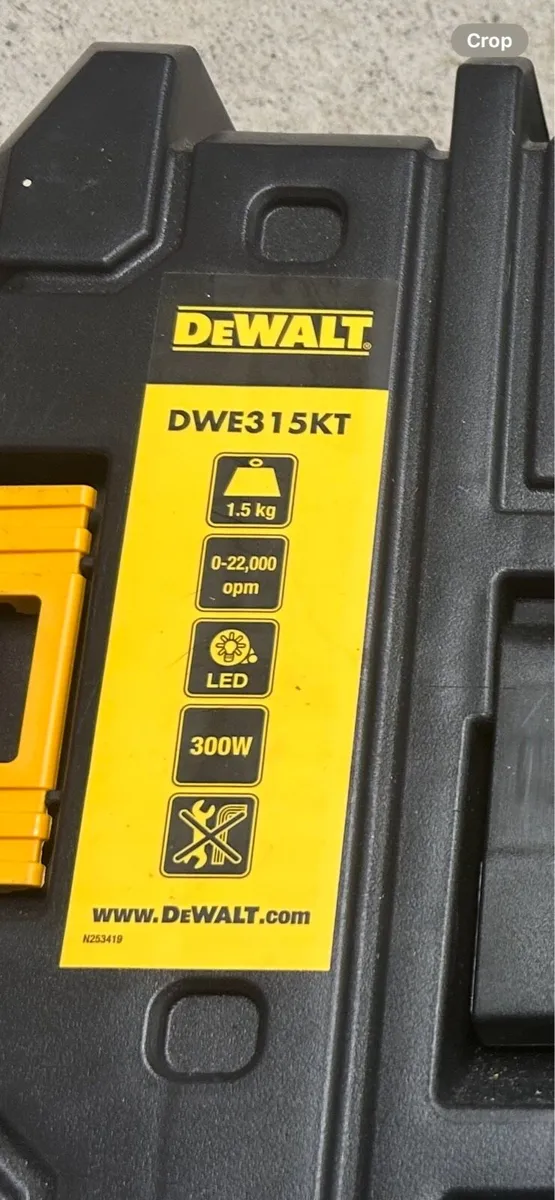 Crop
DEWALT®
DWE315KT
1.5 kg
0-22,000
opm
LED
300W
www.DEWALT.com
N253419